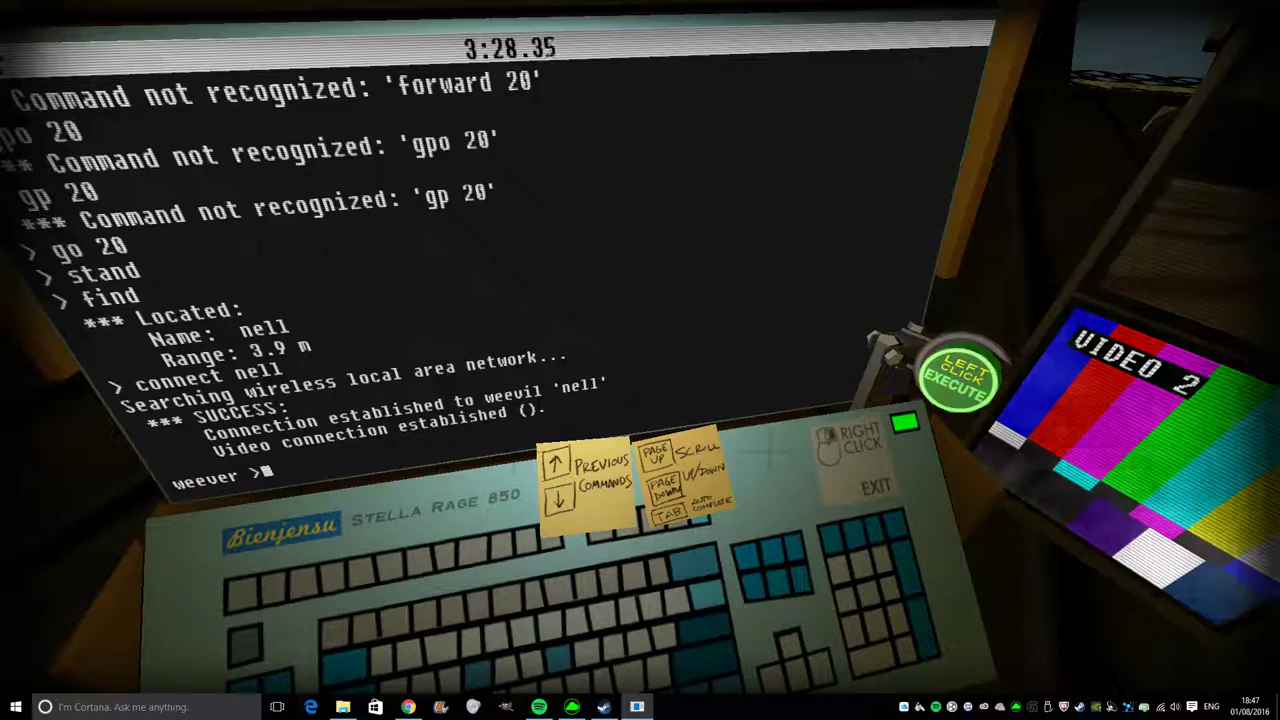 3:28.35
Command not recognized: 'forward 20'
gpo 20
** Command not recognized: 'gpo 20'
gp 20
*** Command not recognized: 'gp 20'
> go 20
> stand
> find
*** Located:
Name: nell
Range: 3.9 m
> connect nell
Searching wireless local area network...
*** SUCCESS:
Connection established to weevil 'nell'
Video connection established ().
weever >
LEFT
CLICK
EXECUTE
VIDEO 2
PREVIOUS
COMMANDS
PAGE
UP
SCROLL
PAGE
DOWN
UP/DOWN
TAB
AUTO
COMPLETE
RIGHT
CLICK
EXIT
Bienjensu
STELLA RAGE 850
I'm Cortana. Ask me anything.
ENG
18:47
01/08/2016